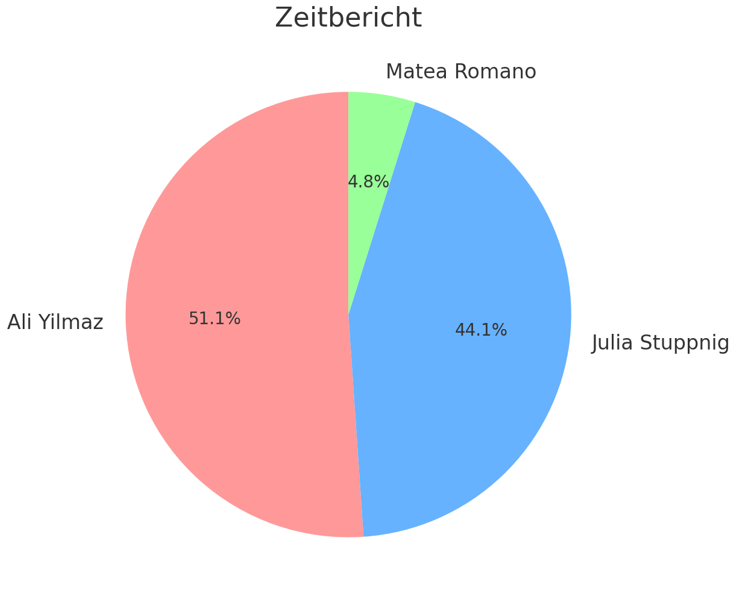 Zeitbericht
Matea Romano
4.8%
Ali Yilmaz
51.1%
44.1%
Julia Stuppnig